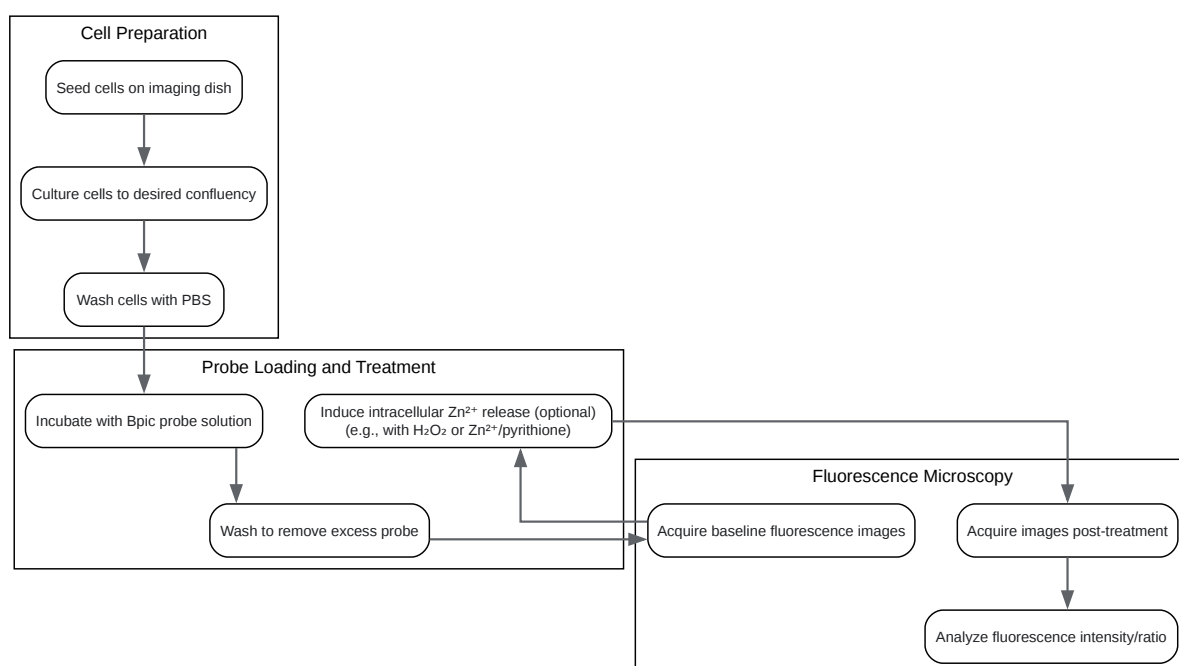 Cell Preparation
Seed cells on imaging dish
Culture cells to desired confluency
Wash cells with PBS
Probe Loading and Treatment
Incubate with Bpic probe solution
Induce intracellular Zn²⁺ release (optional)
(e.g., with H₂O₂ or Zn²⁺/pyrithione)
Wash to remove excess probe
Fluorescence Microscopy
Acquire baseline fluorescence images
Acquire images post-treatment
Analyze fluorescence intensity/ratio